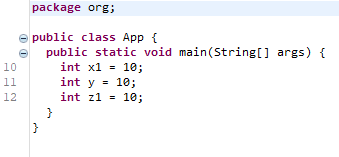 package org;
public class App {
public static void main(String[] args) {
10 int x1 = 10;
11 int y = 10;
12 int z1 = 10;
}
}